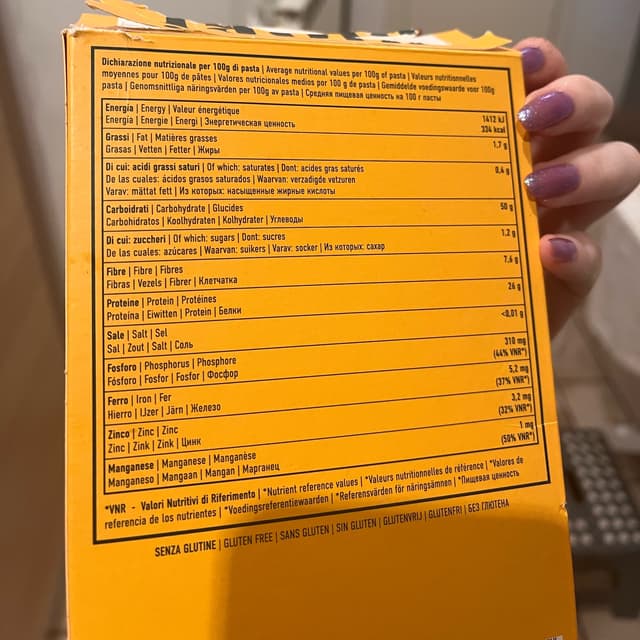 Dichiarazione nutrizionale per 100g di pasta | Average nutritional values per 100g of pasta | Valeurs nutritionnelles
moyennes pour 100g de pâtes | Valores nutricionales medios por 100 g de pasta | Gemiddelde voedingswaarde voor 100g
pasta | Genomsnittliga näringsvärden per 100g av pasta | Средняя пищевая ценность на 100 г пасты
Energía | Energy | Valeur énergétique 1412 kJ
Energía | Energie | Energi | Энергетическая ценность 334 kcal
Grassi | Fat | Matières grasses 1,7 g
Grasas | Vetten | Fetter | Жиры
Di cui: acidi grassi saturi | Of which: saturates | Dont: acides gras saturés 0,4 g
De las cuales: ácidos grasos saturados | Waarvan: verzadigde vetzuren
Varav: mättat fett | Из которых: насыщенные жирные кислоты
Carboidrati | Carbohydrate | Glucides 50 g
Carbohidratos | Koolhydraten | Kolhydrater | Углеводы
Di cui: zuccheri | Of which: sugars | Dont: sucres 1,2 g
De las cuales: azúcares | Waarvan: suikers | Varav: socker | Из которых: сахар
Fibre | Fibre | Fibres 7,6 g
Fibras | Vezels | Fibrer | Клетчатка
Proteine | Protein | Protéines 26 g
Proteína | Eiwitten | Protein | Белки
Sale | Salt | Sel <0,01 g
Sal | Zout | Salt | Соль
Fosforo | Phosphorus | Phosphore 310 mg
Fósforo | Fosfor | Fosfor | Фосфор (44% VNR*)
Ferro | Iron | Fer 5,2 mg
Hierro | IJzer | Järn | Железо (37% VNR*)
Zinco | Zinc | Zinc 3,2 mg
Zinc | Zink | Zink | Цинк (32% VNR*)
Manganese | Manganese | Manganèse 1 mg
Manganeso | Mangaan | Mangan | Марганец (50% VNR*)
*VNR - Valori Nutritivi di Riferimento | *Nutrient reference values | *Valeurs nutritionnelles de référence | *Valores de
referencia de los nutrientes | *Voedingsreferentiewaarden | *Referensvärden för näringsämnen | *Пищевая ценность
SENZA GLUTINE | GLUTEN FREE | SANS GLUTEN | SIN GLUTEN | GLUTENVRIJ | GLUTENFRI | БЕЗ ГЛЮТЕНА